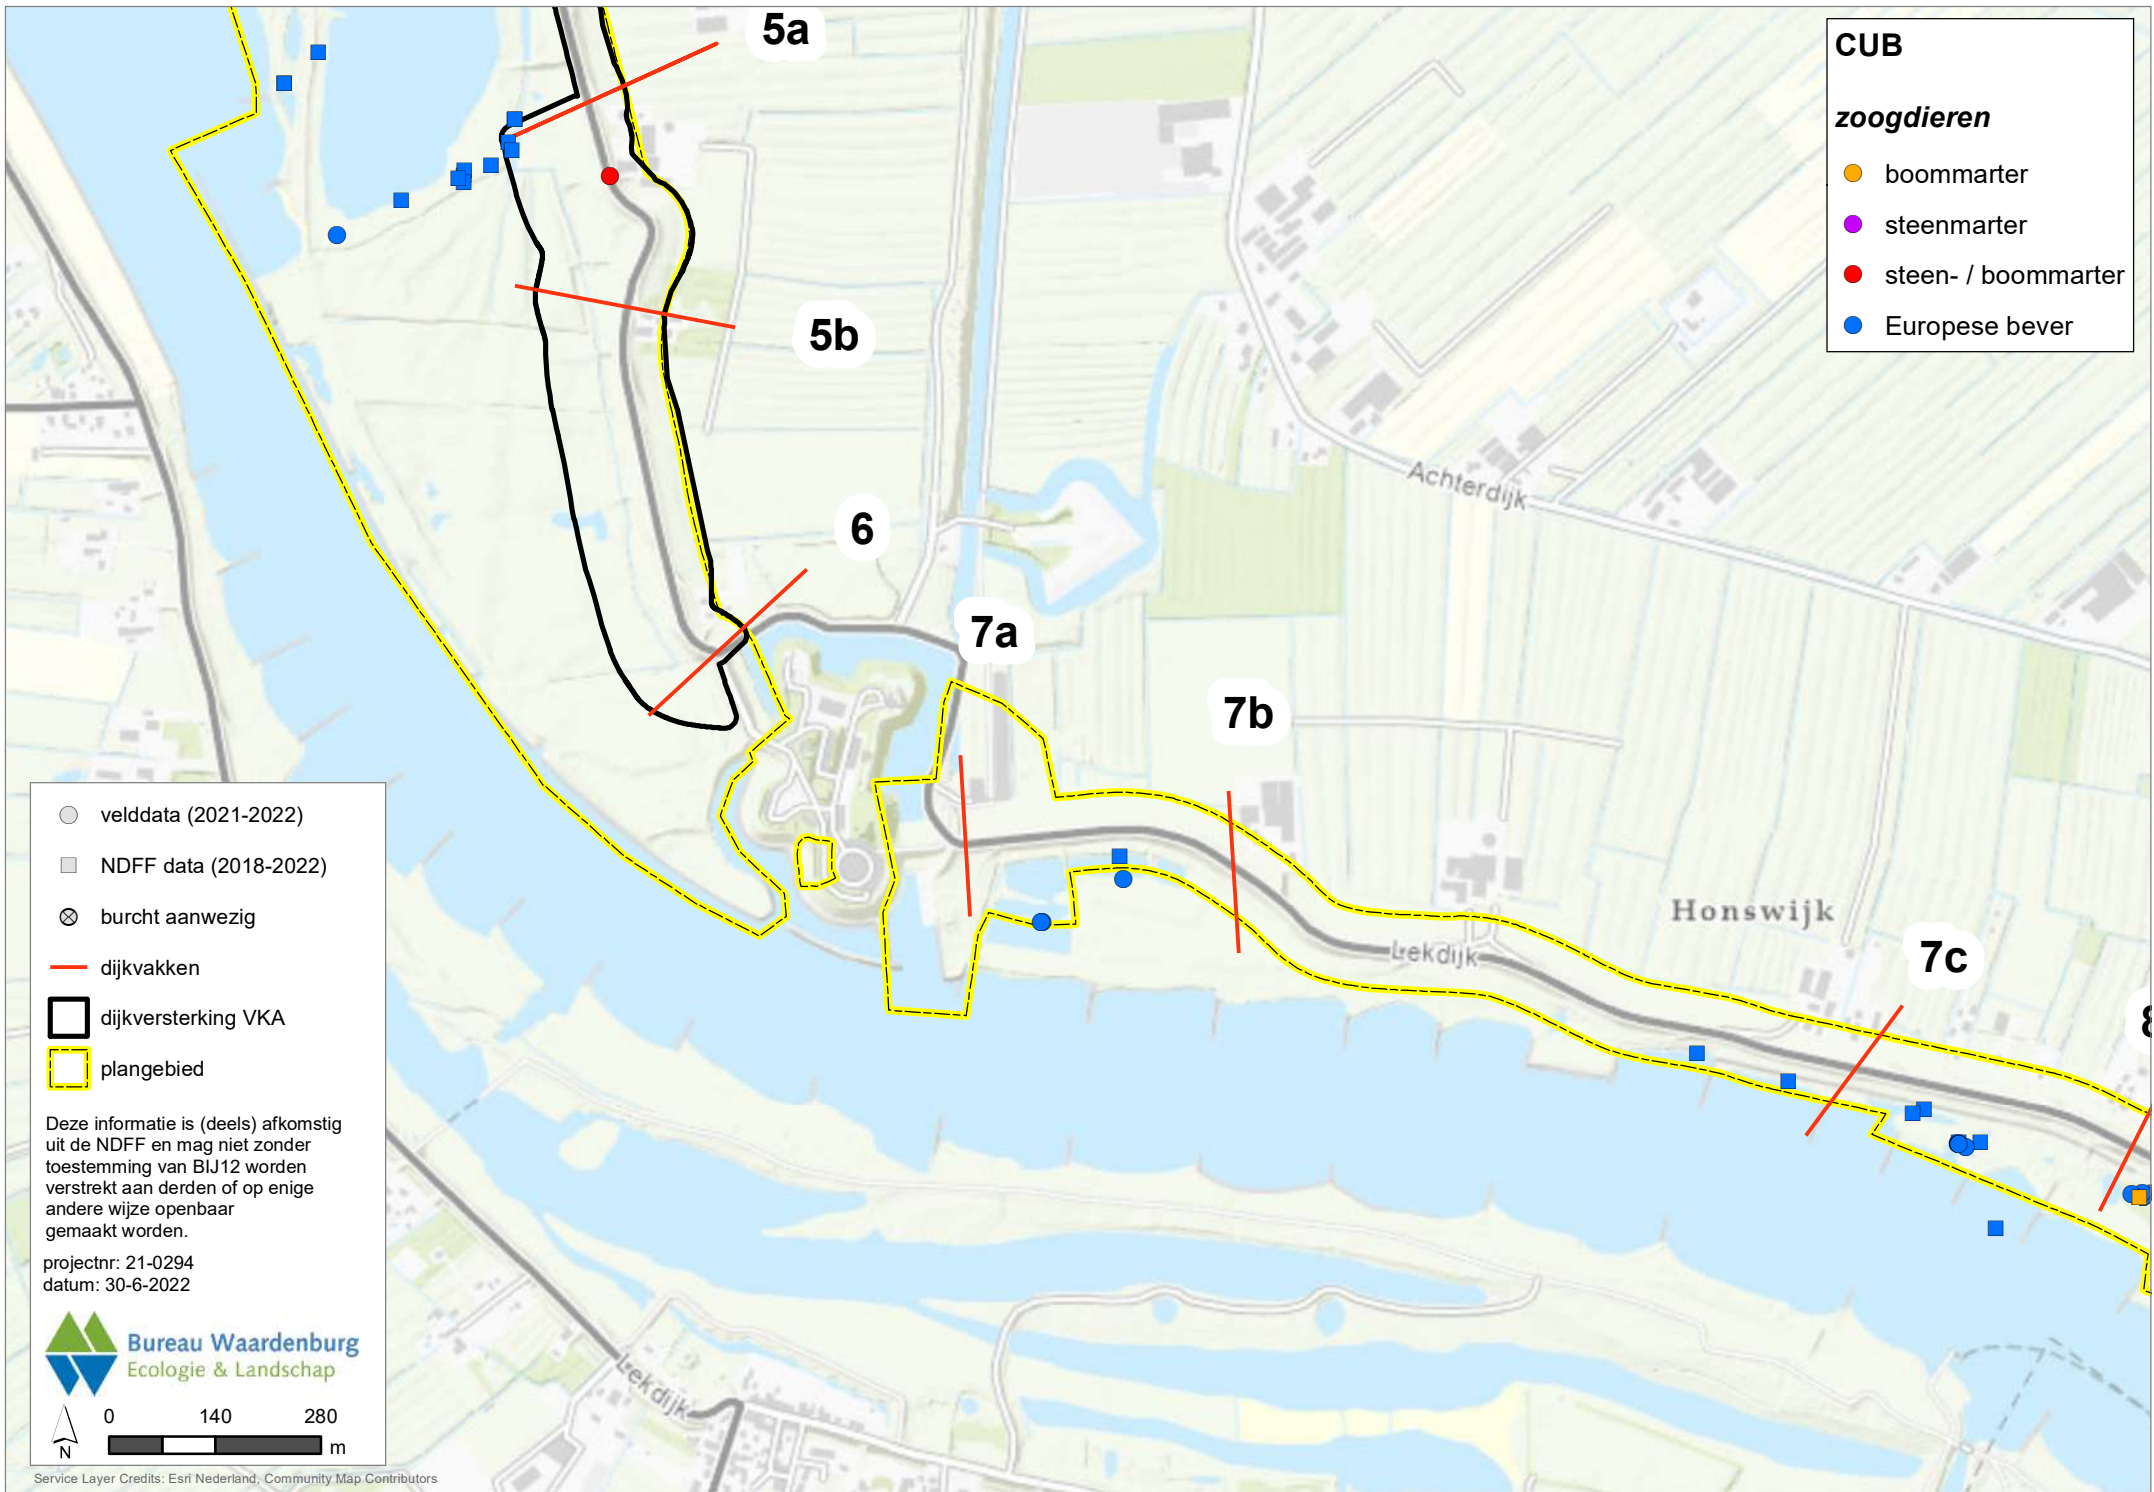 5a
CUB
zoogdieren
boommarter
steenmarter
steen- / boommarter
Europese bever
5b
Achterdijk
6
7a
7b
Honswijk
Lekdijk
7c
8
velddata (2021-2022)
NDFF data (2018-2022)
burcht aanwezig
dijkvakken
dijkversterking VKA
plangebied
Deze informatie is (deels) afkomstig
uit de NDFF en mag niet zonder
toestemming van BIJ12 worden
verstrekt aan derden of op enige
andere wijze openbaar
gemaakt worden.
projectnr: 21-0294
datum: 30-6-2022
Bureau Waardenburg
Ecologie & Landschap
0 140 280
m
N
Lekdijk
Service Layer Credits: Esri Nederland, Community Map Contributors